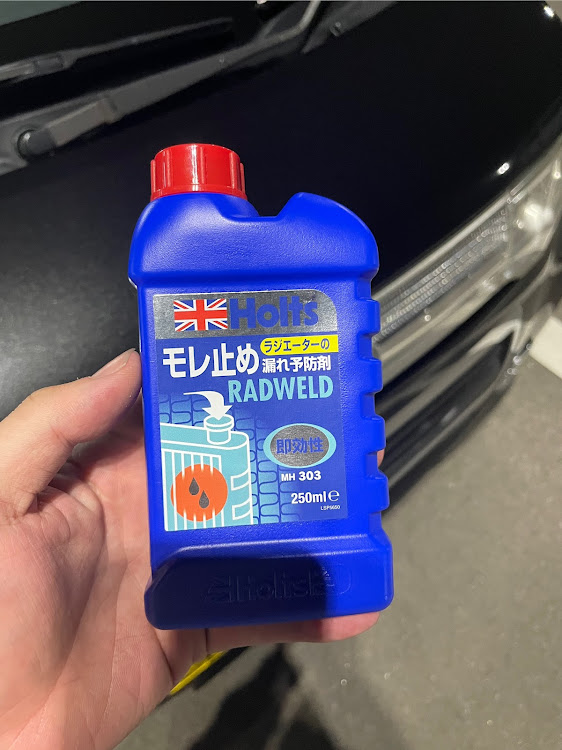 Holts
モレ止め
ラジエーターの
漏れ予防剤
RADWELD
即効性
MH 303
250ml e
LSP5650
Holts